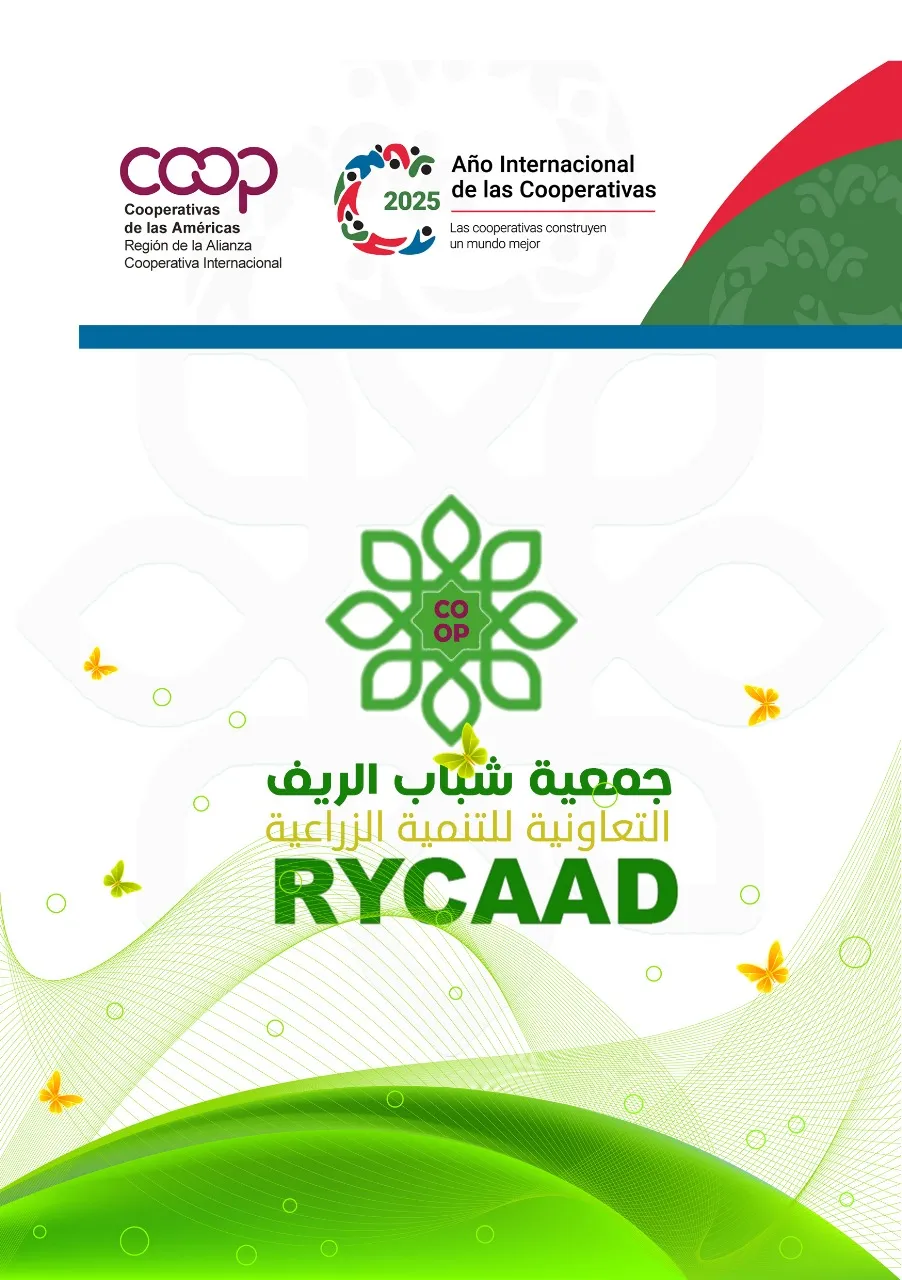 coop
Cooperativas
de las Américas
Región de la Alianza
Cooperativa Internacional
2025
Año Internacional
de las Cooperativas
Las cooperativas construyen
un mundo mejor
CO
OP
جمعية شباب الريف
التعاونية للتنمية الزراعية
RYCAAD